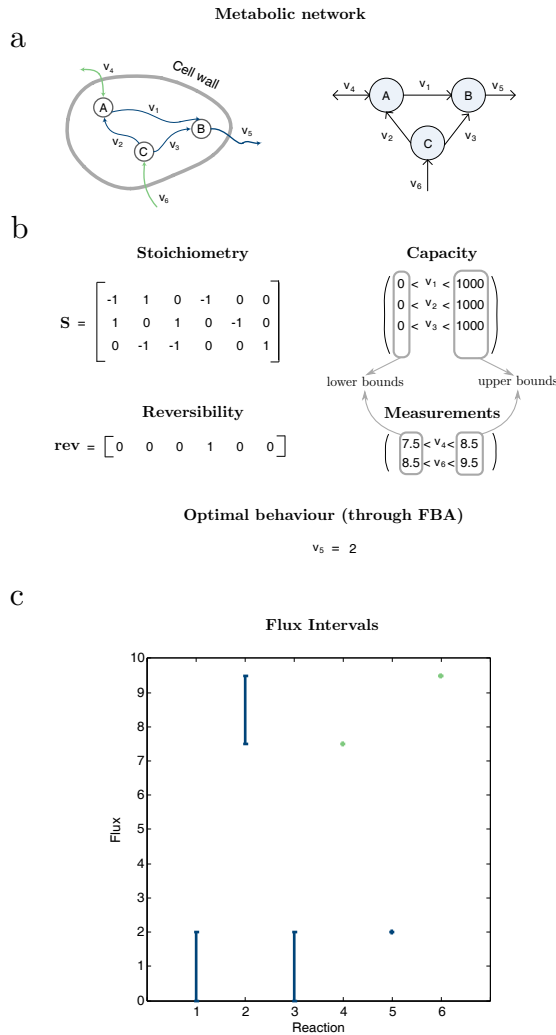 Metabolic network
a
v4
Cell wall
A
v1
B
v2
v3
C
v5
v6
v4
A
v1
B
v5
v2
v3
C
v6
b
Stoichiometry
S =
-1 1 0 -1 0 0
1 0 1 0 -1 0
0 -1 -1 0 0 1
Capacity
0 < v1 < 1000
0 < v2 < 1000
0 < v3 < 1000
lower bounds
upper bounds
Reversibility
rev = [ 0 0 0 1 0 0 ]
Measurements
7.5 < v4 < 8.5
8.5 < v6 < 9.5
Optimal behaviour (through FBA)
v5 = 2
c
Flux Intervals
10
9
8
7
6
5
4
3
2
1
0
Flux
1 2 3 4 5 6
Reaction